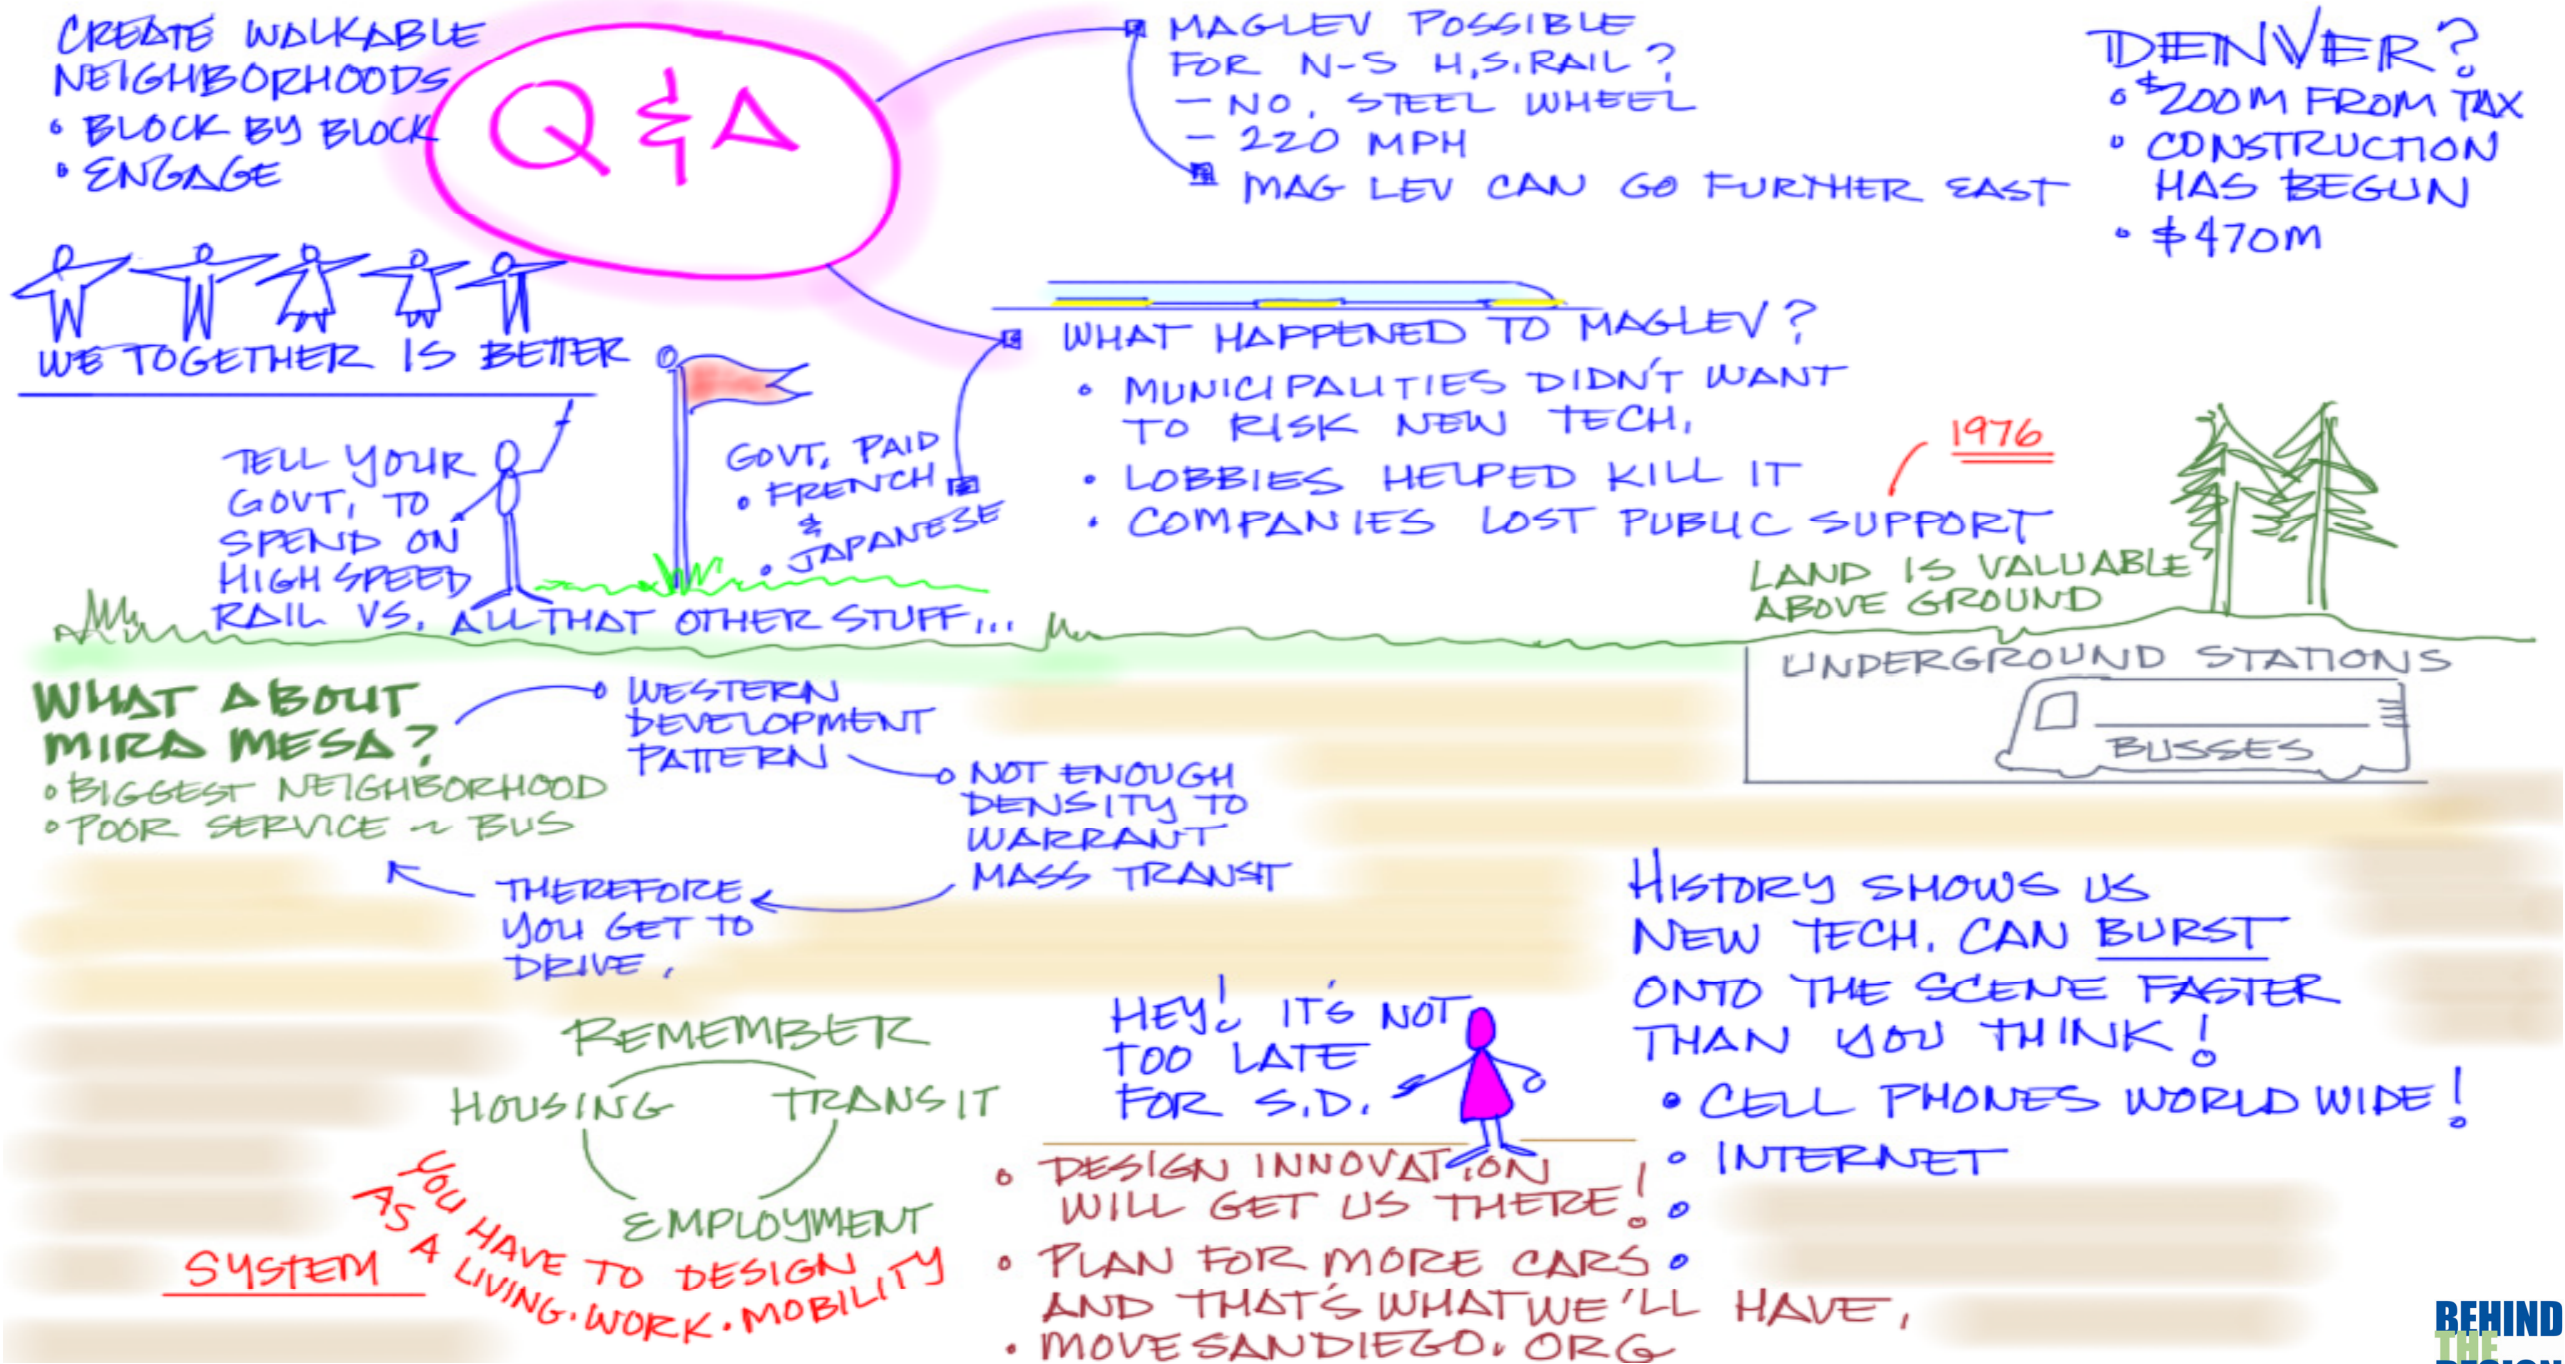 CREATE WALKABLE
NEIGHBORHOODS
• BLOCK BY BLOCK
• ENGAGE
Q & A
MAGLEV POSSIBLE
FOR N-S H.S. RAIL?
- NO, STEEL WHEEL
- 220 MPH
MAG LEV CAN GO FURTHER EAST
DENVER?
• $200M FROM TAX
• CONSTRUCTION
HAS BEGUN
• $470M
WE TOGETHER IS BETTER
TELL YOUR
GOVT. TO
SPEND ON
HIGH SPEED
RAIL VS. ALL THAT OTHER STUFF...
GOVT. PAID
• FRENCH
&
• JAPANESE
WHAT HAPPENED TO MAGLEV?
• MUNICIPALITIES DIDN'T WANT
TO RISK NEW TECH.
• LOBBIES HELPED KILL IT
• COMPANIES LOST PUBLIC SUPPORT
1976
LAND IS VALUABLE
ABOVE GROUND
UNDERGROUND STATIONS
BUSSES
WHAT ABOUT
MIRA MESA?
• BIGGEST NEIGHBORHOOD
• POOR SERVICE ~ BUS
WESTERN
DEVELOPMENT
PATTERN
NOT ENOUGH
DENSITY TO
WARRANT
MASS TRANSIT
THEREFORE
YOU GET TO
DRIVE.
REMEMBER
HOUSING
TRANSIT
EMPLOYMENT
YOU HAVE TO DESIGN
AS A LIVING. WORK. MOBILITY
SYSTEM
HEY! IT'S NOT
TOO LATE
FOR S.D.
• DESIGN INNOVATION
WILL GET US THERE!
• PLAN FOR MORE CARS
AND THAT'S WHAT WE'LL HAVE.
• MOVESANDIEGO.ORG
HISTORY SHOWS US
NEW TECH. CAN BURST
ONTO THE SCENE FASTER
THAN YOU THINK!
• CELL PHONES WORLD WIDE!
• INTERNET
•
•
BEHIND
THE